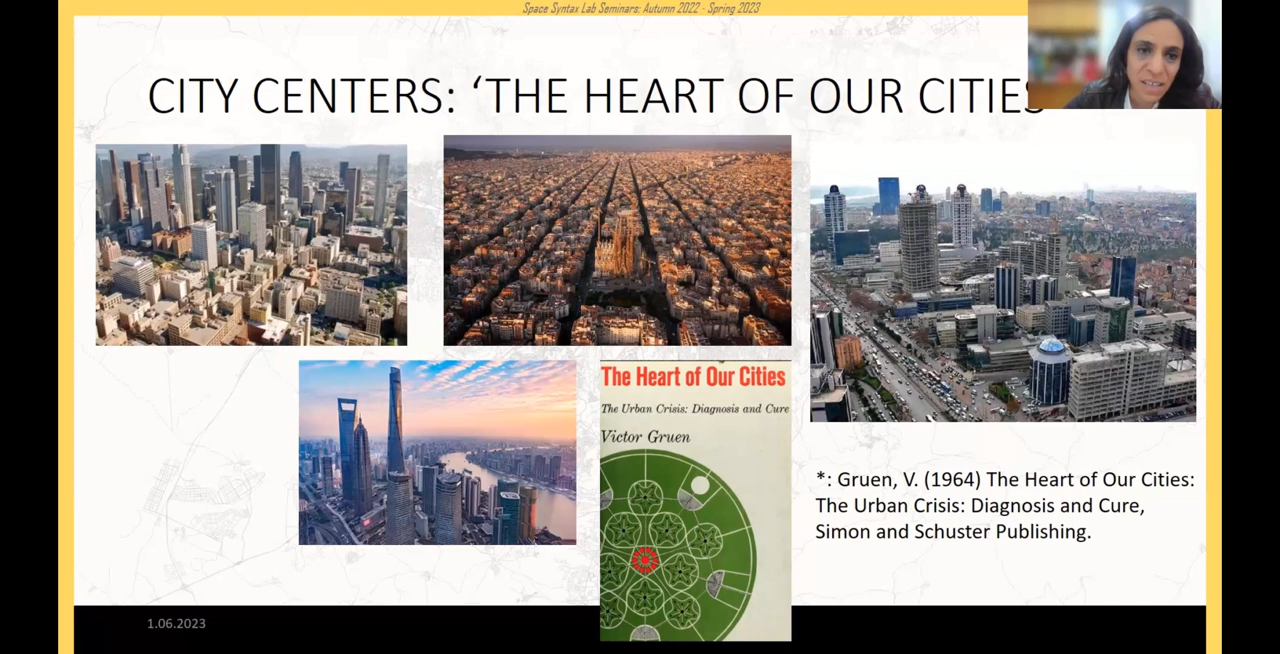 Space Syntax Lab Seminars; Autumn 2022 - Spring 2023
CITY CENTERS: ‘THE HEART OF OUR CITIES
The Heart of Our Cities
The Urban Crisis: Diagnosis and Cure
Victor Gruen
*: Gruen, V. (1964) The Heart of Our Cities:
The Urban Crisis: Diagnosis and Cure,
Simon and Schuster Publishing.
1.06.2023